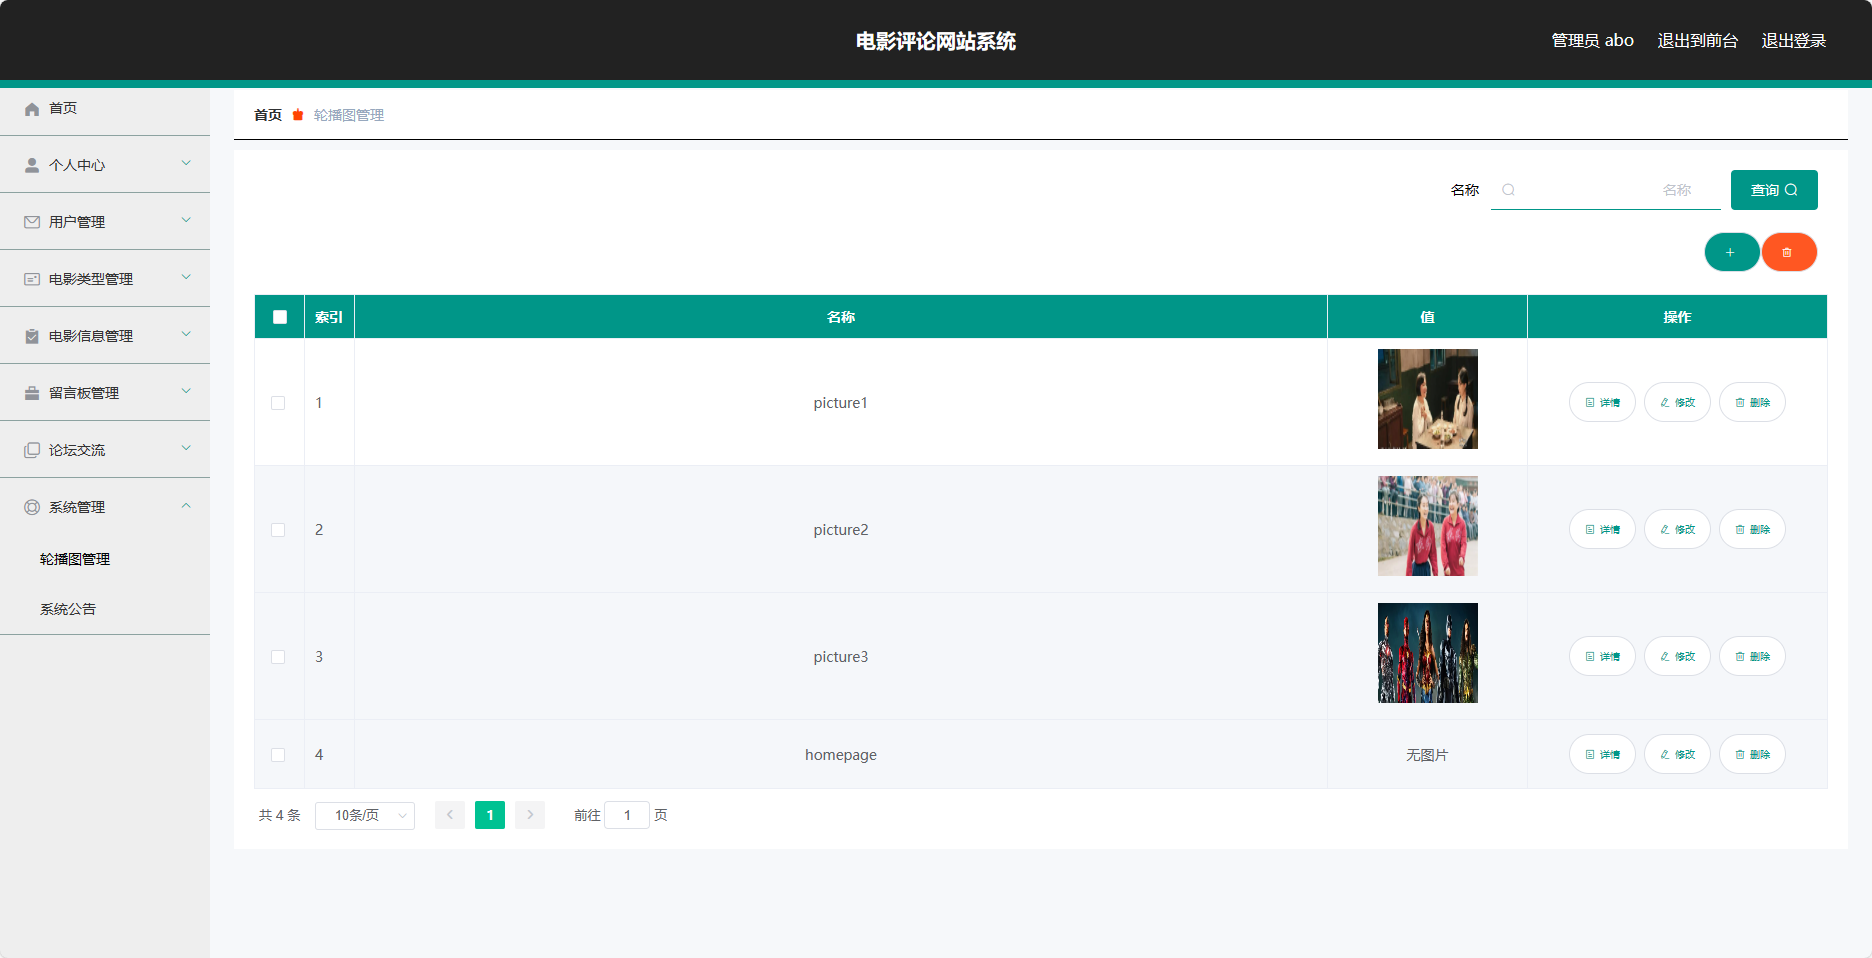 电影评论网站系统
管理员 abo 退出到前台 退出登录
首页
个人中心
用户管理
电影类型管理
电影信息管理
留言板管理
论坛交流
系统管理
轮播图管理
系统公告
首页 轮播图管理
名称 名称 查询
索引 名称 值 操作
1 picture1 详情 修改 删除
2 picture2 详情 修改 删除
3 picture3 详情 修改 删除
4 homepage 无图片 详情 修改 删除
共 4 条 10条/页 1 前往 1 页